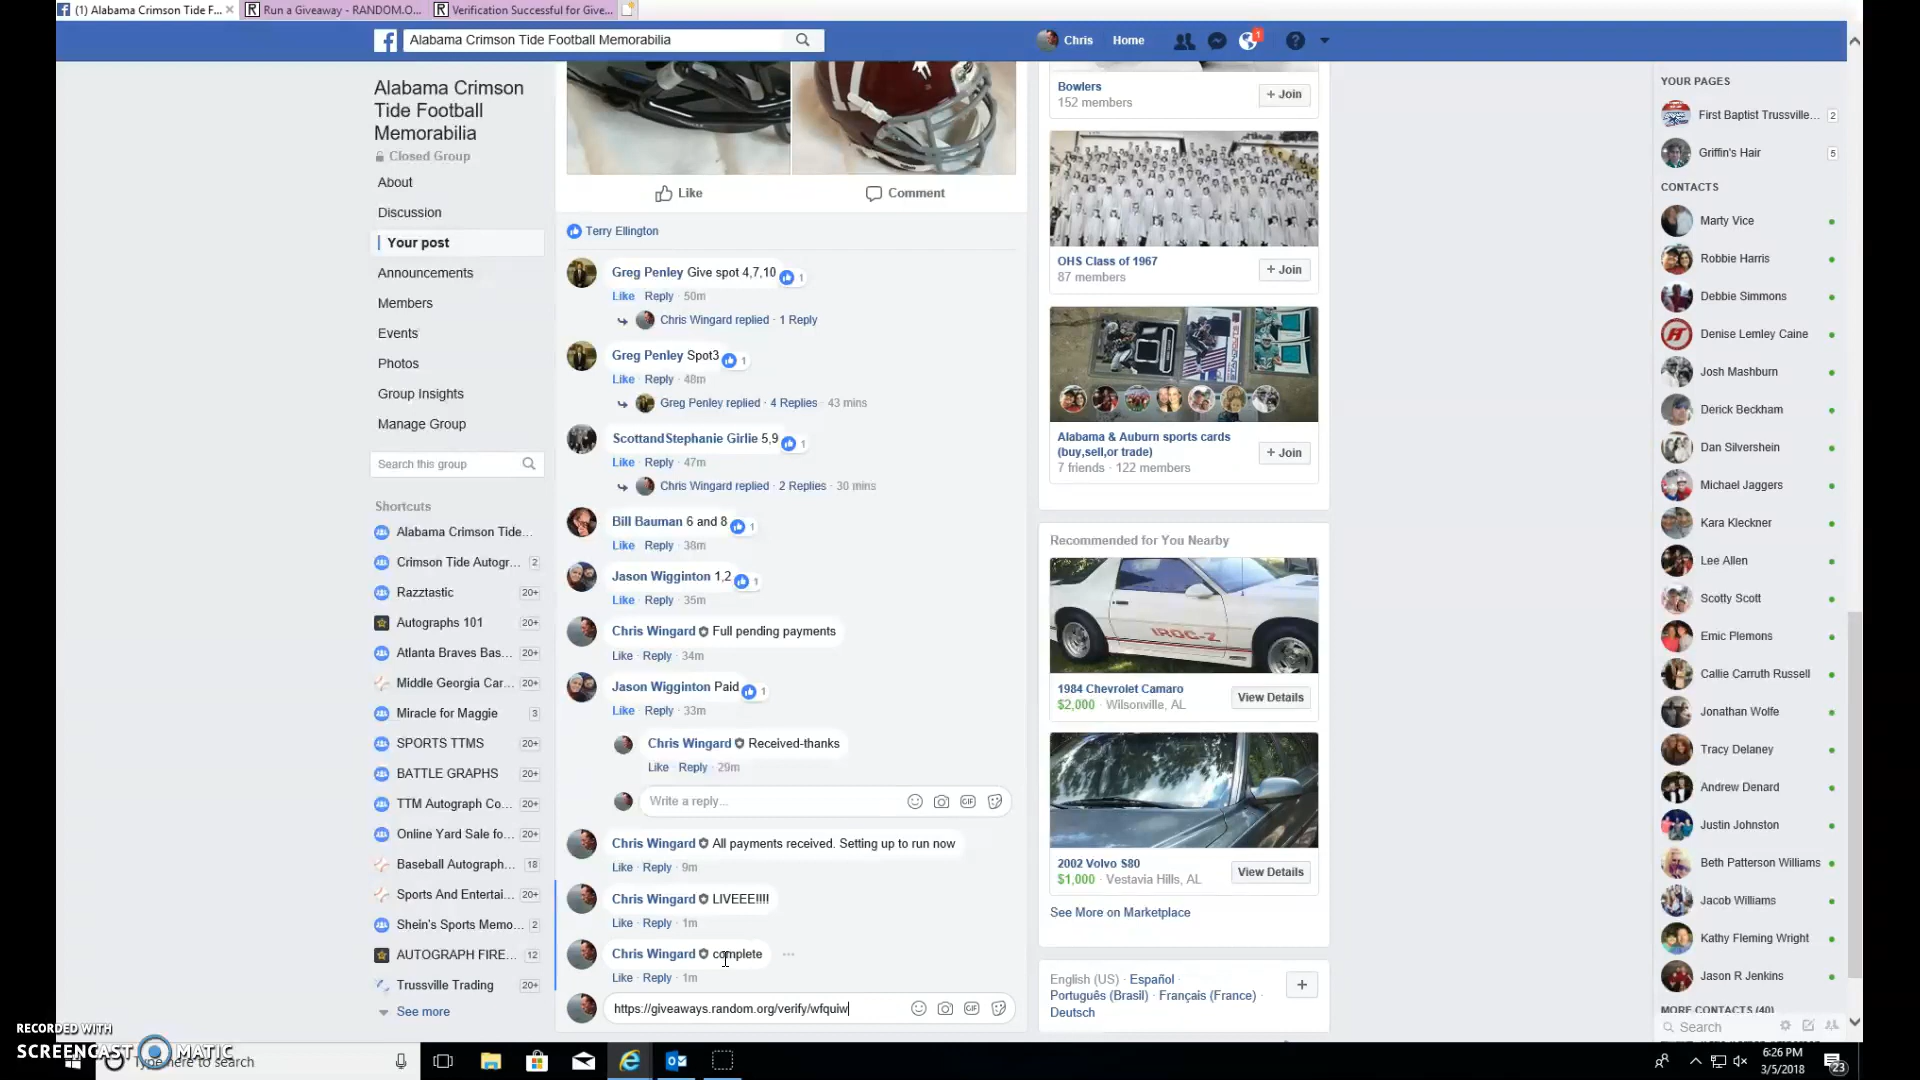 (1) Alabama Crimson Tide F...
Run a Giveaway - RANDOM.O...
Verification Successful for Give...
Alabama Crimson Tide Football Memorabilia
Chris
Home
1
Alabama Crimson
Tide Football
Memorabilia
Closed Group
About
Discussion
Your post
Announcements
Members
Events
Photos
Group Insights
Manage Group
Search this group
Shortcuts
Alabama Crimson Tide...
Crimson Tide Autogr... 2
Razztastic 20+
Autographs 101 20+
Atlanta Braves Bas... 20+
Middle Georgia Car... 20+
Miracle for Maggie 3
SPORTS TTMS 20+
BATTLE GRAPHS 20+
TTM Autograph Co... 20+
Online Yard Sale fo... 20+
Baseball Autograph... 18
Sports And Entertai... 20+
Shein's Sports Memo... 2
AUTOGRAPH FIRE... 12
Trussville Trading 20+
See more
Like
Comment
Terry Ellington
Greg Penley Give spot 4,7,10 1
Like · Reply · 50m
Chris Wingard replied · 1 Reply
Greg Penley Spot3 1
Like · Reply · 48m
Greg Penley replied · 4 Replies 43 mins
ScottandStephanie Girlie 5,9 1
Like · Reply · 47m
Chris Wingard replied · 2 Replies · 30 mins
Bill Bauman 6 and 8 1
Like · Reply · 38m
Jason Wigginton 1,2 1
Like · Reply · 35m
Chris Wingard Full pending payments
Like · Reply · 34m
Jason Wigginton Paid 1
Like · Reply · 33m
Chris Wingard Received-thanks
Like · Reply · 29m
Write a reply...
Chris Wingard All payments received. Setting up to run now
Like · Reply · 9m
Chris Wingard LIVEEE!!!!
Like · Reply · 1m
Chris Wingard complete
Like · Reply · 1m
https://giveaways.random.org/verify/wfquiw
Bowlers
152 members
+ Join
OHS Class of 1967
87 members
+ Join
Alabama & Auburn sports cards
(buy,sell,or trade)
7 friends · 122 members
+ Join
Recommended for You Nearby
IROC-Z
1984 Chevrolet Camaro
$2,000 · Wilsonville, AL
View Details
2002 Volvo S80
$1,000 · Vestavia Hills, AL
View Details
See More on Marketplace
English (US) · Español ·
Português (Brasil) · Français (France) ·
Deutsch
YOUR PAGES
First Baptist Trussville... 2
Griffin's Hair 5
CONTACTS
Marty Vice
Robbie Harris
Debbie Simmons
Denise Lemley Caine
Josh Mashburn
Derick Beckham
Dan Silvershein
Michael Jaggers
Kara Kleckner
Lee Allen
Scotty Scott
Emic Plemons
Callie Carruth Russell
Jonathan Wolfe
Tracy Delaney
Andrew Denard
Justin Johnston
Beth Patterson Williams
Jacob Williams
Kathy Fleming Wright
Jason R Jenkins
MORE CONTACTS (40)
Search
RECORDED WITH
SCREENCAST MATIC
Type here to search
6:26 PM
3/5/2018
23